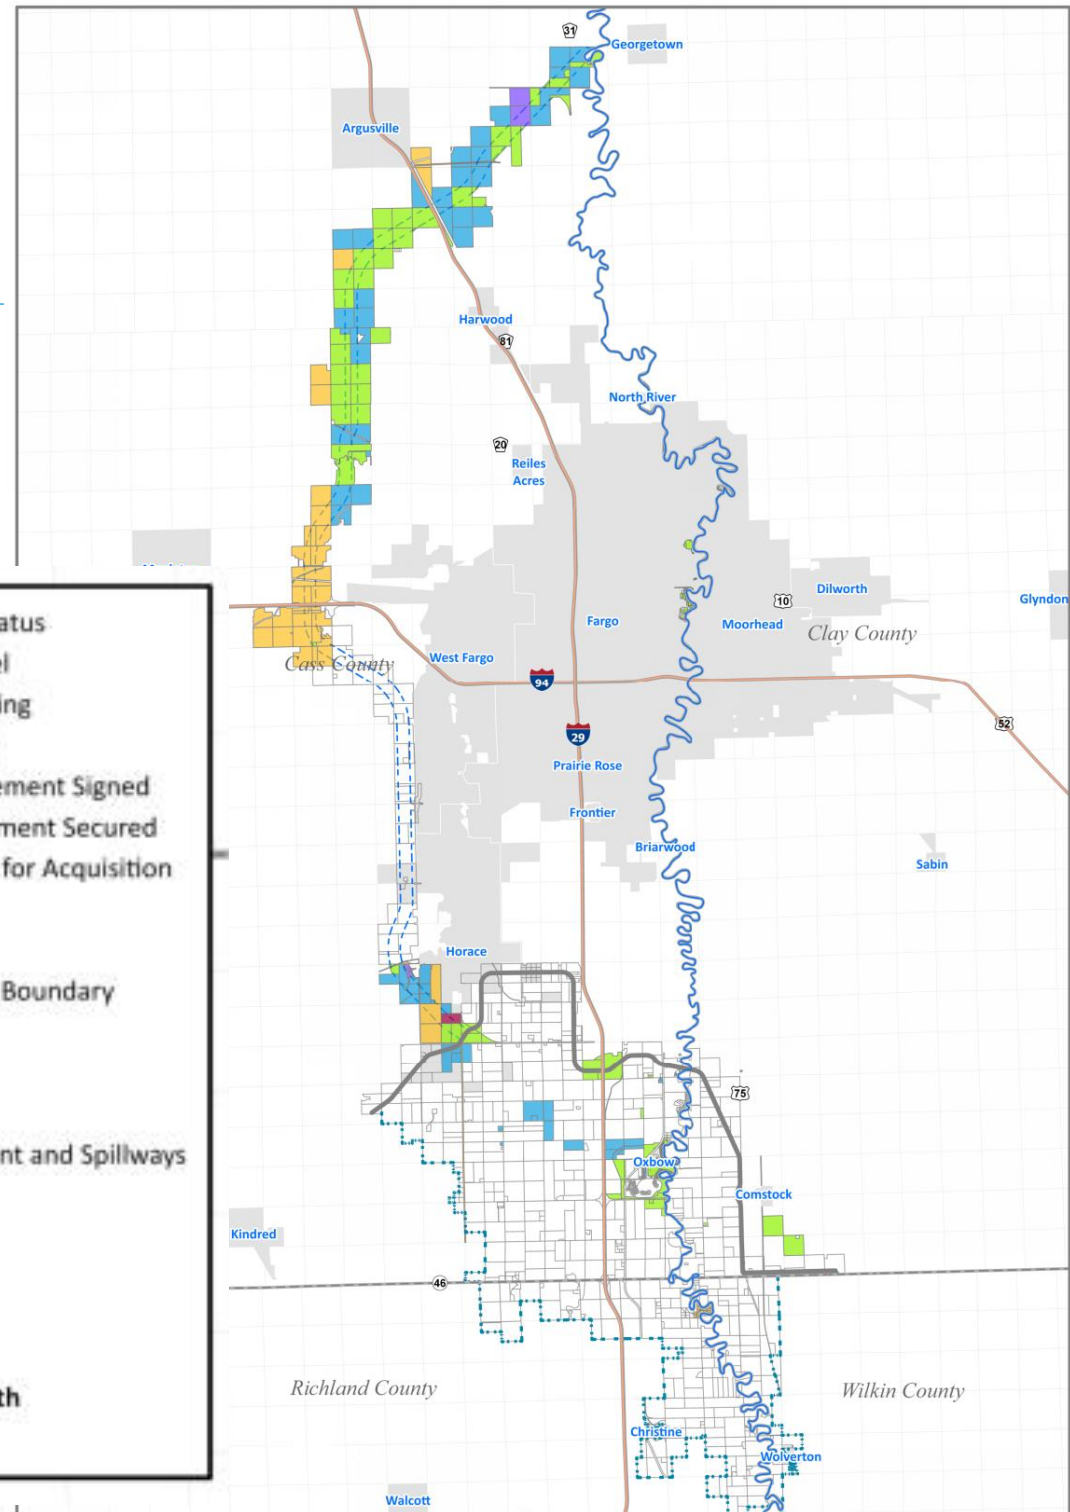 31
Georgetown
Argusville
Harwood
81
North River
20
Reiles
Acres
Dilworth
10
Glyndon
Fargo
Moorhead
Clay County
Cass County
West Fargo
94
52
29
Prairie Rose
Frontier
Briarwood
Sabin
Horace
75
Oxbow
Comstock
Kindred
46
Richland County
Wilkin County
Christine
Wolverton
Walcott
atus
el
ing
ement Signed
ment Secured
for Acquisition
Boundary
nt and Spillways
th